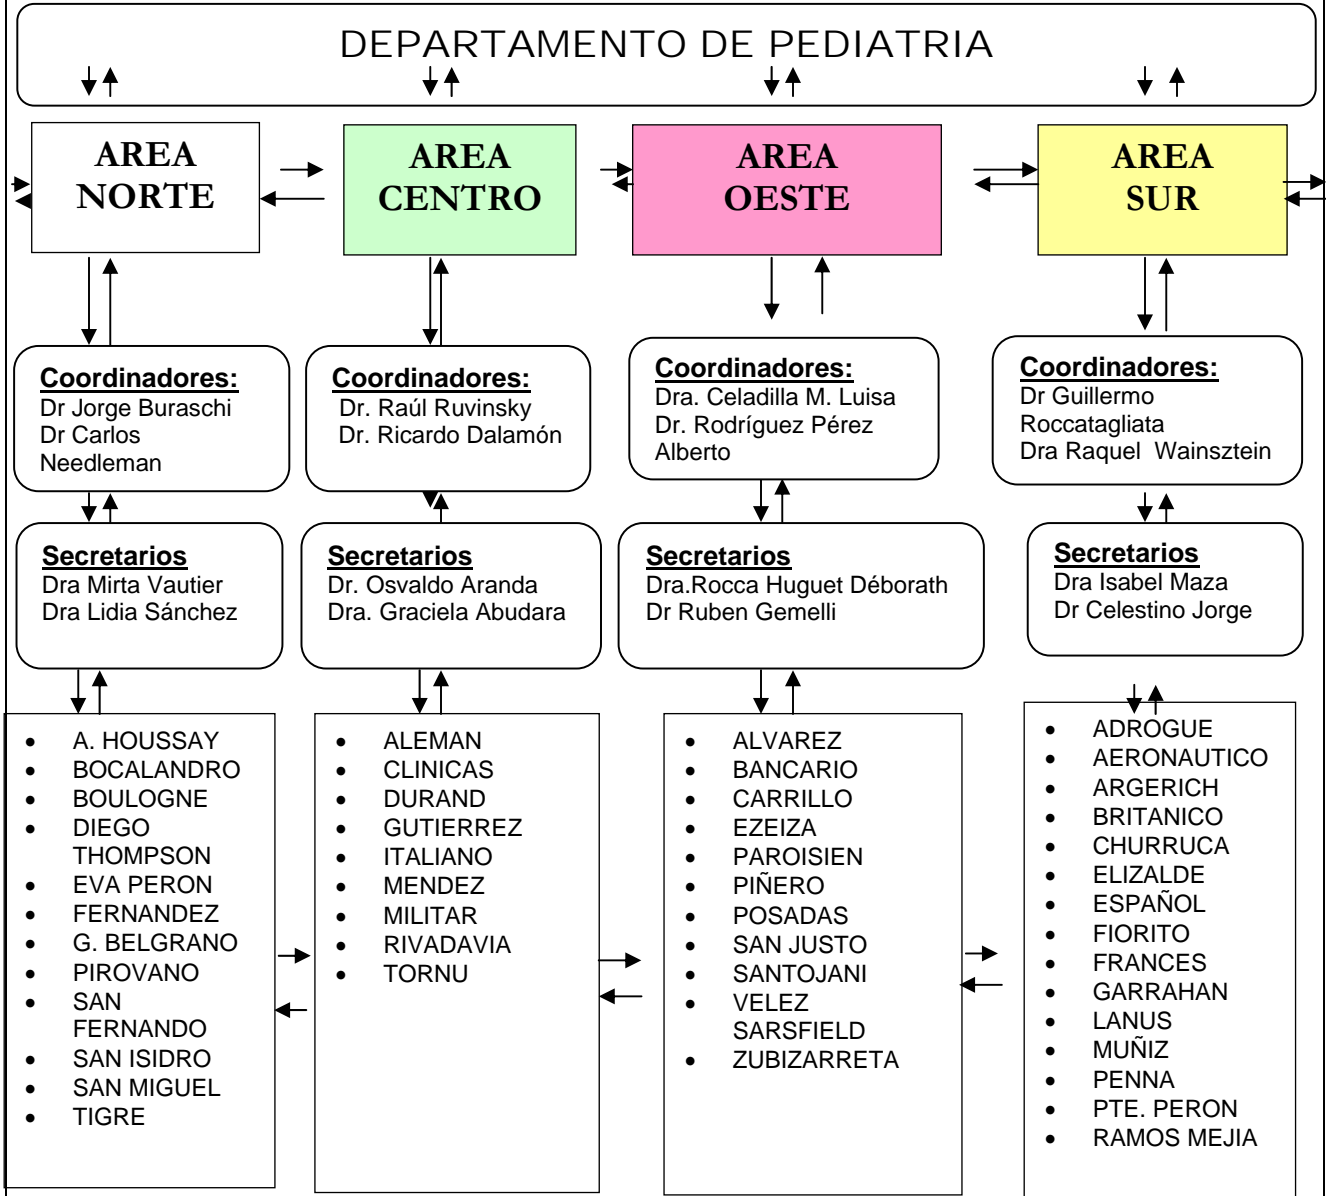 DEPARTAMENTO DE PEDIATRIA
AREA
NORTE
AREA
CENTRO
AREA
OESTE
AREA
SUR
Coordinadores:
Dr Jorge Buraschi
Dr Carlos
Needleman
Coordinadores:
Dr. Raúl Ruvinsky
Dr. Ricardo Dalamón
Coordinadores:
Dra. Celadilla M. Luisa
Dr. Rodríguez Pérez
Alberto
Coordinadores:
Dr Guillermo
Roccatagliata
Dra Raquel Wainsztein
Secretarios
Dra Mirta Vautier
Dra Lidia Sánchez
Secretarios
Dr. Osvaldo Aranda
Dra. Graciela Abudara
Secretarios
Dra.Rocca Huguet Déborath
Dr Ruben Gemelli
Secretarios
Dra Isabel Maza
Dr Celestino Jorge
• A. HOUSSAY
• BOCALANDRO
• BOULOGNE
• DIEGO
THOMPSON
• EVA PERON
• FERNANDEZ
• G. BELGRANO
• PIROVANO
• SAN
FERNANDO
• SAN ISIDRO
• SAN MIGUEL
• TIGRE
• ALEMAN
• CLINICAS
• DURAND
• GUTIERREZ
• ITALIANO
• MENDEZ
• MILITAR
• RIVADAVIA
• TORNU
• ALVAREZ
• BANCARIO
• CARRILLO
• EZEIZA
• PAROISIEN
• PIÑERO
• POSADAS
• SAN JUSTO
• SANTOJANI
• VELEZ
SARSFIELD
• ZUBIZARRETA
• ADROGUE
• AERONAUTICO
• ARGERICH
• BRITANICO
• CHURRUCA
• ELIZALDE
• ESPAÑOL
• FIORITO
• FRANCES
• GARRAHAN
• LANUS
• MUÑIZ
• PENNA
• PTE. PERON
• RAMOS MEJIA